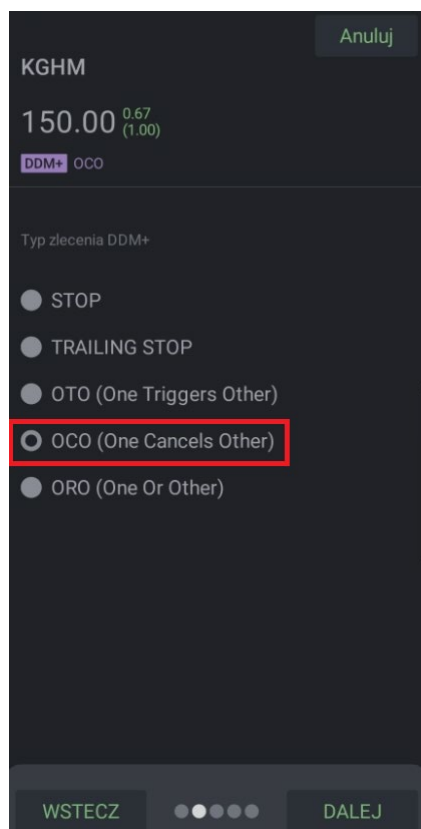 Anuluj
KGHM
150.00 0.67
(1.00)
DDM+ OCO
Typ zlecenia DDM+
STOP
TRAILING STOP
OTO (One Triggers Other)
OCO (One Cancels Other)
ORO (One Or Other)
WSTECZ DALEJ